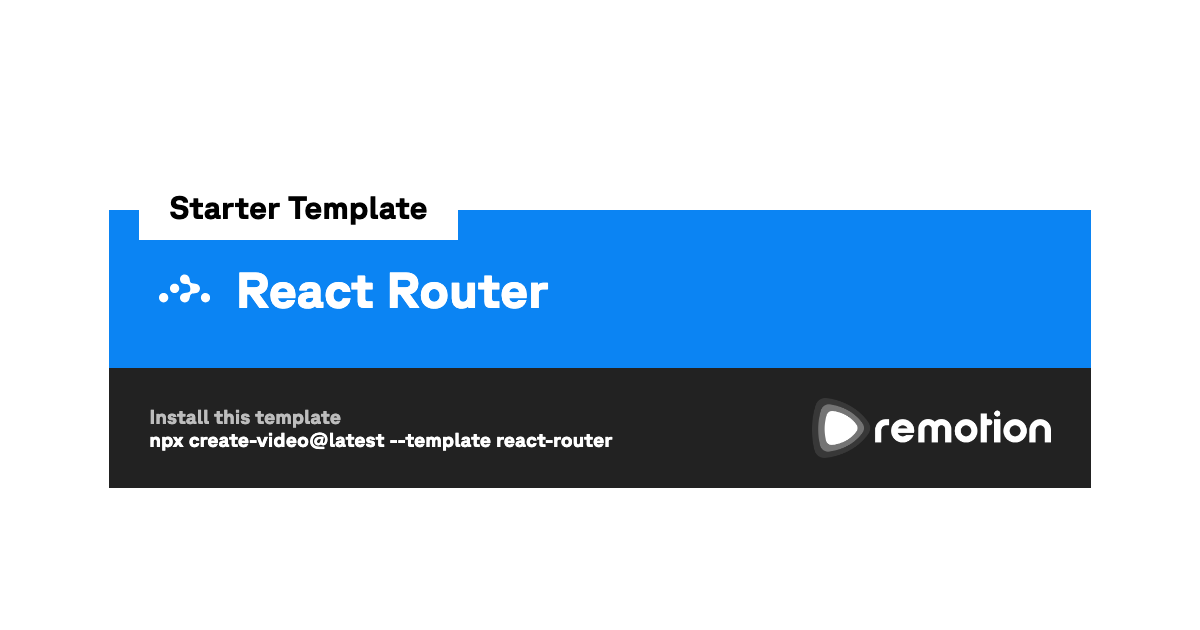 Starter Template
React Router
Install this template
npx create-video@latest --template react-router
remotion